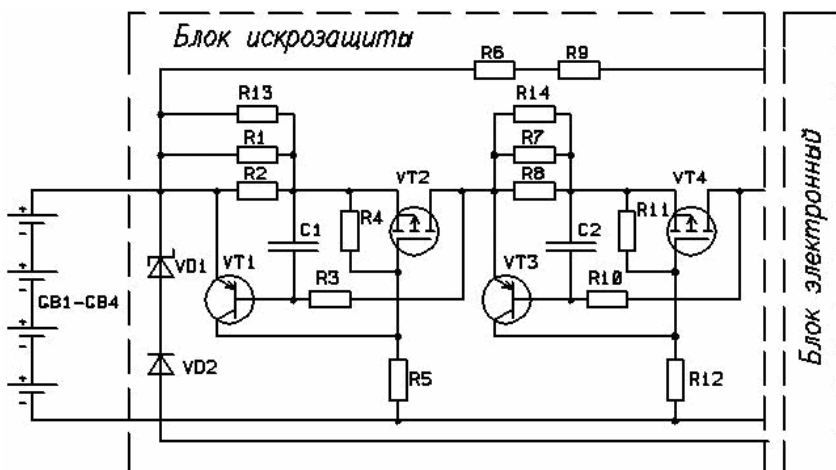 Блок искрозащиты
R6 R9
R13
R14
R1
R7
R2
R8
VT2
VT4
R4
R11
C1
C2
VT1
VT3
VD1
R3
R10
GB1-GB4
VD2
R5
R12
Блок электронный